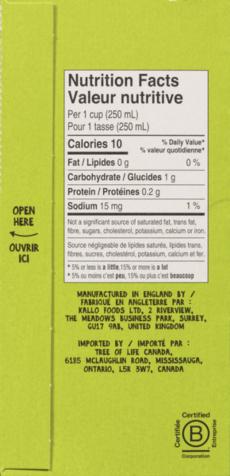 Nutrition Facts
Valeur nutritive
Per 1 cup (250 mL)
Pour 1 tasse (250 mL)
Calories 10
% Daily Value*
% valeur quotidienne*
Fat / Lipides 0 g 0 %
Carbohydrate / Glucides 1 g
Protein / Protéines 0.2 g
Sodium 15 mg 1 %
Not a significant source of saturated fat, trans fat,
fibre, sugars, cholesterol, potassium, calcium or iron.
Source négligeable de lipides saturés, lipides trans,
fibres, sucres, cholestérol, potassium, calcium et fer.
* 5% or less is a little, 15% or more is a lot
* 5% ou moins c'est peu, 15% ou plus c'est beaucoup
OPEN
HERE
OUVRIR
ICI
MANUFACTURED IN ENGLAND BY /
FABRIQUÉ EN ANGLETERRE PAR :
KALLO FOODS LTD, 2 RIVERVIEW,
THE MEADOWS BUSINESS PARK, SURREY,
GU17 9AB, UNITED KINGDOM
IMPORTED BY / IMPORTÉ PAR :
TREE OF LIFE CANADA,
6185 MCLAUGHLIN ROAD, MISSISSAUGA,
ONTARIO, L5R 3W7, CANADA
Certified
Certifiée
B
Entreprise
Corporation